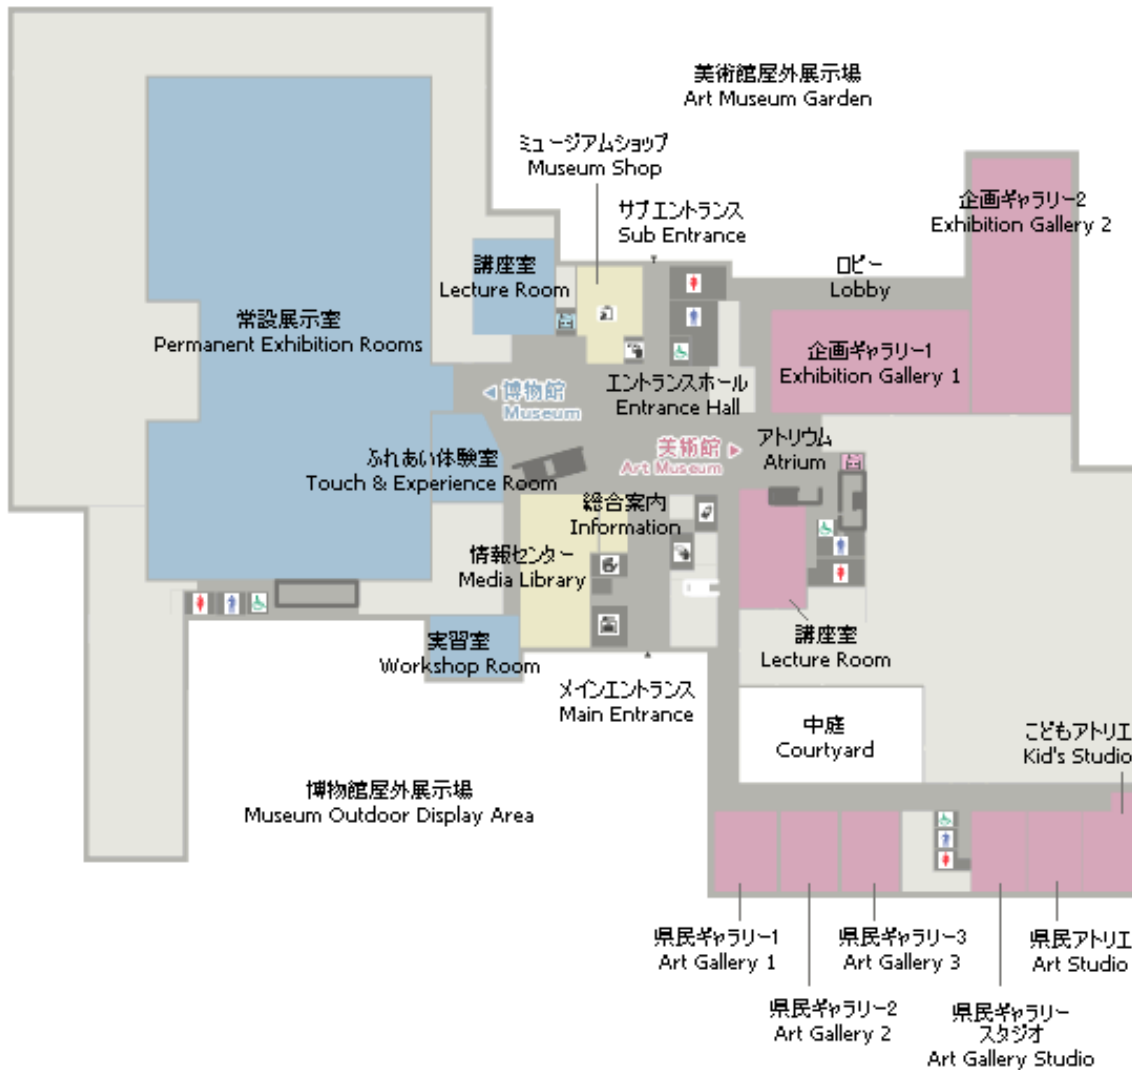 美術館屋外展示場
Art Museum Garden
ミュージアムショップ
Museum Shop
サブエントランス
Sub Entrance
企画ギャラリー2
Exhibition Gallery 2
講座室
Lecture Room
ロビー
Lobby
常設展示室
Permanent Exhibition Rooms
企画ギャラリー1
Exhibition Gallery 1
エントランスホール
Entrance Hall
博物館
Museum
美術館
Art Museum
アトリウム
Atrium
ふれあい体験室
Touch & Experience Room
総合案内
Information
情報センター
Media Library
実習室
Workshop Room
講座室
Lecture Room
メインエントランス
Main Entrance
中庭
Courtyard
こどもアトリエ
Kid's Studio
博物館屋外展示場
Museum Outdoor Display Area
県民ギャラリー1
Art Gallery 1
県民ギャラリー3
Art Gallery 3
県民アトリエ
Art Studio
県民ギャラリー2
Art Gallery 2
県民ギャラリー
スタジオ
Art Gallery Studio